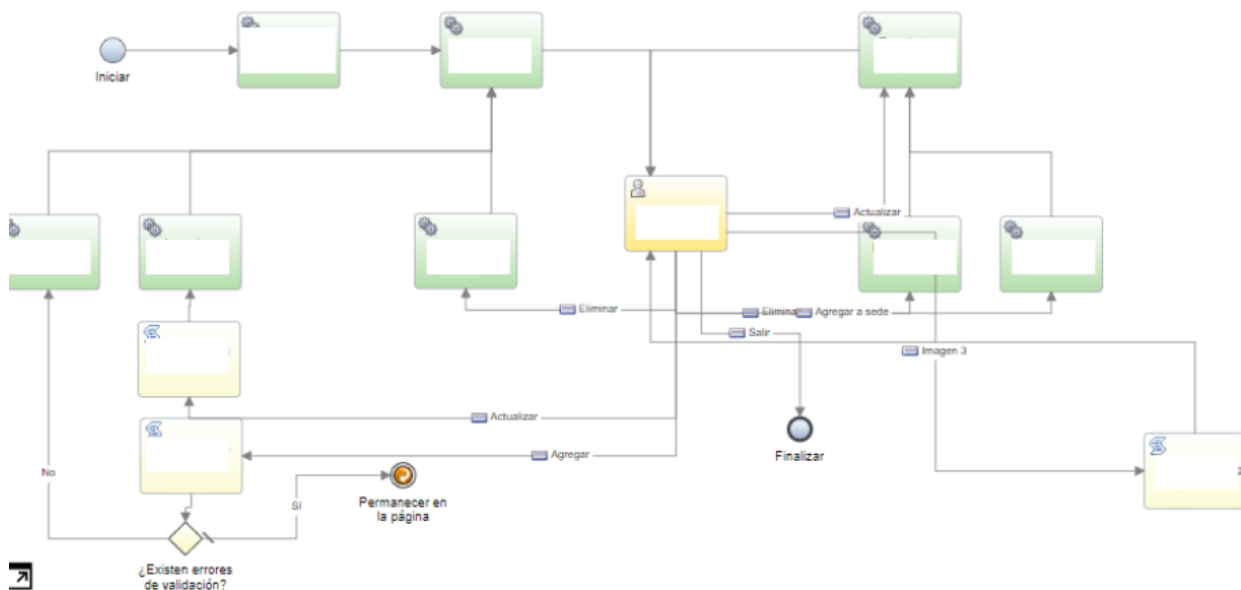 Iniciar
Actualizar
Eliminar
Agregar a sede
Salir
Imagen 3
Actualizar
Agregar
Finalizar
No
Sí
Permanecer en
la página
¿Existen errores
de validación?